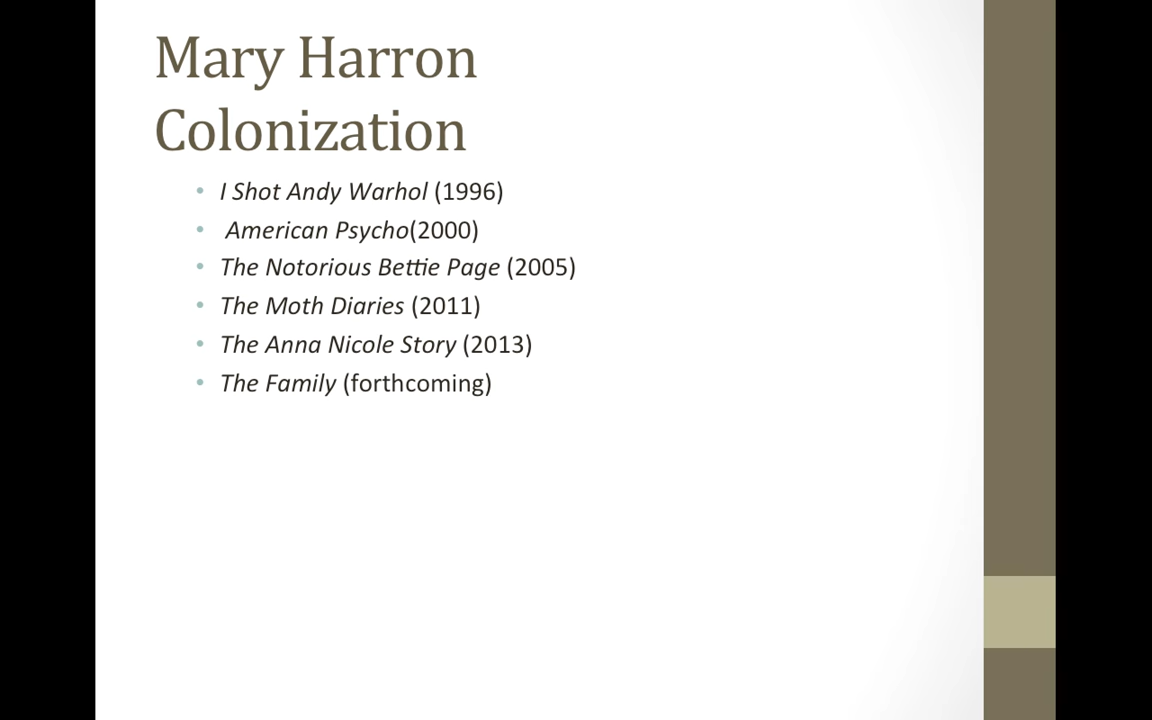 Mary Harron
Colonization
• I Shot Andy Warhol (1996)
• American Psycho(2000)
• The Notorious Bettie Page (2005)
• The Moth Diaries (2011)
• The Anna Nicole Story (2013)
• The Family (forthcoming)